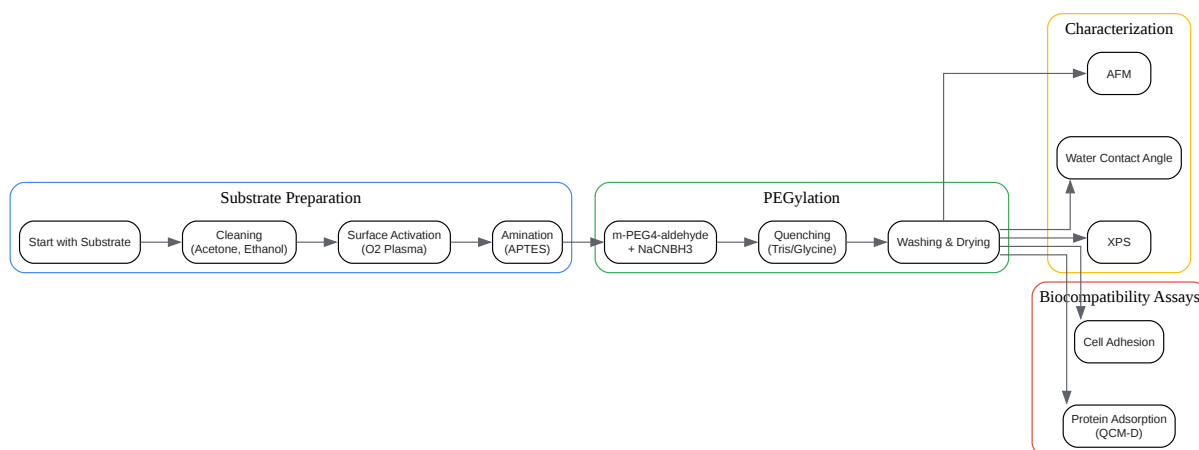 Substrate Preparation
Start with Substrate
Cleaning
(Acetone, Ethanol)
Surface Activation
(O2 Plasma)
Amination
(APTES)
PEGylation
m-PEG4-aldehyde
+ NaCNBH3
Quenching
(Tris/Glycine)
Washing & Drying
Characterization
AFM
Water Contact Angle
XPS
Biocompatibility Assays
Cell Adhesion
Protein Adsorption
(QCM-D)